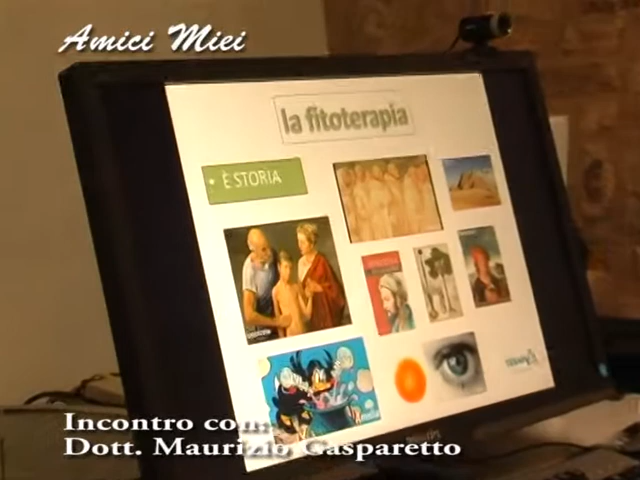 Amici Miei
la fitoterapia
È STORIA
Incontro con:
Dott. Maurizio Gasparetto